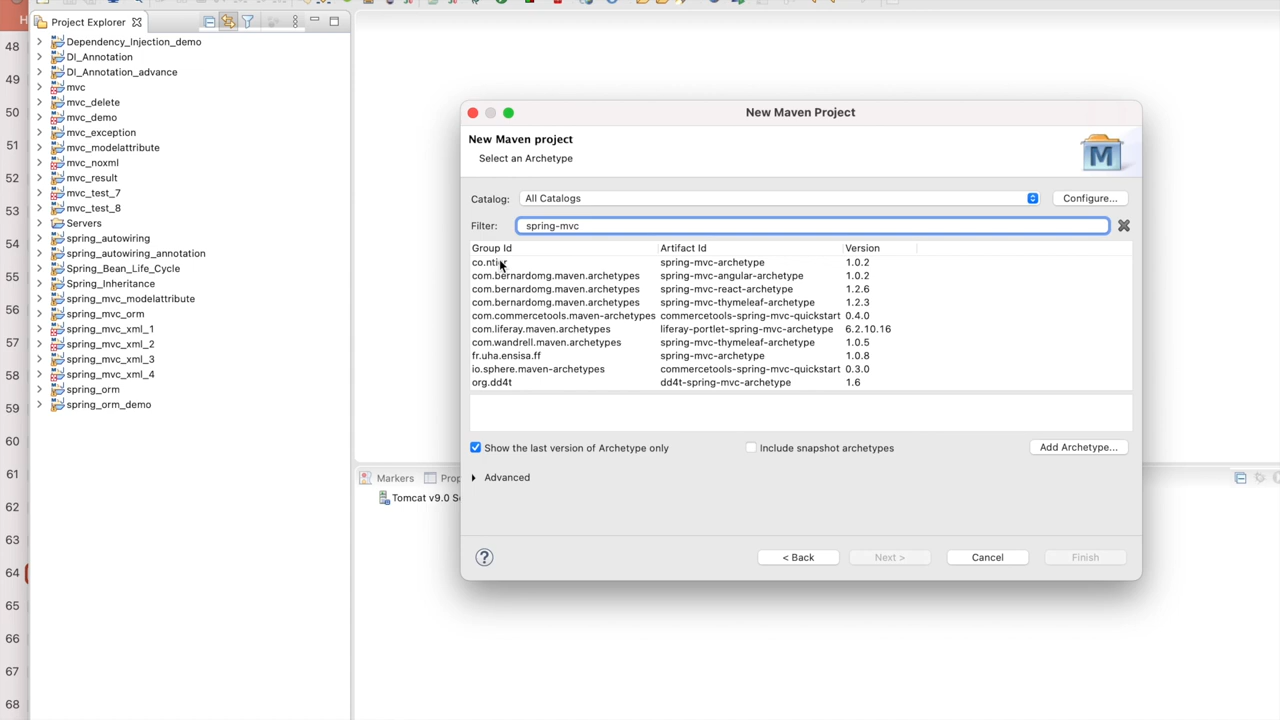 Project Explorer
48
49
50
51
52
53
54
55
56
57
58
59
60
61
62
63
64
65
66
67
68
Dependency_Injection_demo
DI_Annotation
DI_Annotation_advance
mvc
mvc_delete
mvc_demo
mvc_exception
mvc_modelattribute
mvc_noxml
mvc_result
mvc_test_7
mvc_test_8
Servers
spring_autowiring
spring_autowiring_annotation
Spring_Bean_Life_Cycle
Spring_Inheritance
spring_mvc_modelattribute
spring_mvc_orm
spring_mvc_xml_1
spring_mvc_xml_2
spring_mvc_xml_3
spring_mvc_xml_4
spring_orm
spring_orm_demo
New Maven Project
New Maven project
Select an Archetype
M
Catalog: All Catalogs Configure...
Filter: spring-mvc
Group Id Artifact Id Version
spring-mvc-archetype 1.0.2
com.bernardomg.maven.archetypes spring-mvc-angular-archetype 1.0.2
com.bernardomg.maven.archetypes spring-mvc-react-archetype 1.2.6
com.bernardomg.maven.archetypes spring-mvc-thymeleaf-archetype 1.2.3
com.commercetools.maven-archetypes commercetools-spring-mvc-quickstart 0.4.0
com.liferay.maven.archetypes liferay-portlet-spring-mvc-archetype 6.2.10.16
com.wandrell.maven.archetypes spring-mvc-thymeleaf-archetype 1.0.5
fr.uha.ensisa.ff spring-mvc-archetype 1.0.8
io.sphere.maven-archetypes commercetools-spring-mvc-quickstart 0.3.0
org.dd4t dd4t-spring-mvc-archetype 1.6
Show the last version of Archetype only Include snapshot archetypes Add Archetype...
Advanced
? < Back Next > Cancel Finish
Markers
Tomcat v9.0